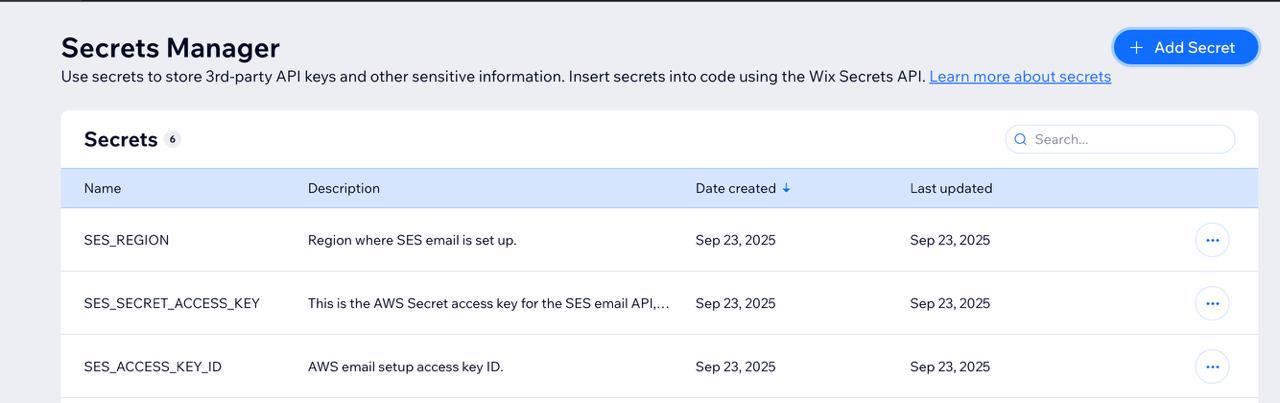 Secrets Manager
+ Add Secret
Use secrets to store 3rd-party API keys and other sensitive information. Insert secrets into code using the Wix Secrets API. Learn more about secrets
Secrets 6
Search...
Name Description Date created ↓ Last updated
SES_REGION Region where SES email is set up. Sep 23, 2025 Sep 23, 2025
SES_SECRET_ACCESS_KEY This is the AWS Secret access key for the SES email API,... Sep 23, 2025 Sep 23, 2025
SES_ACCESS_KEY_ID AWS email setup access key ID. Sep 23, 2025 Sep 23, 2025